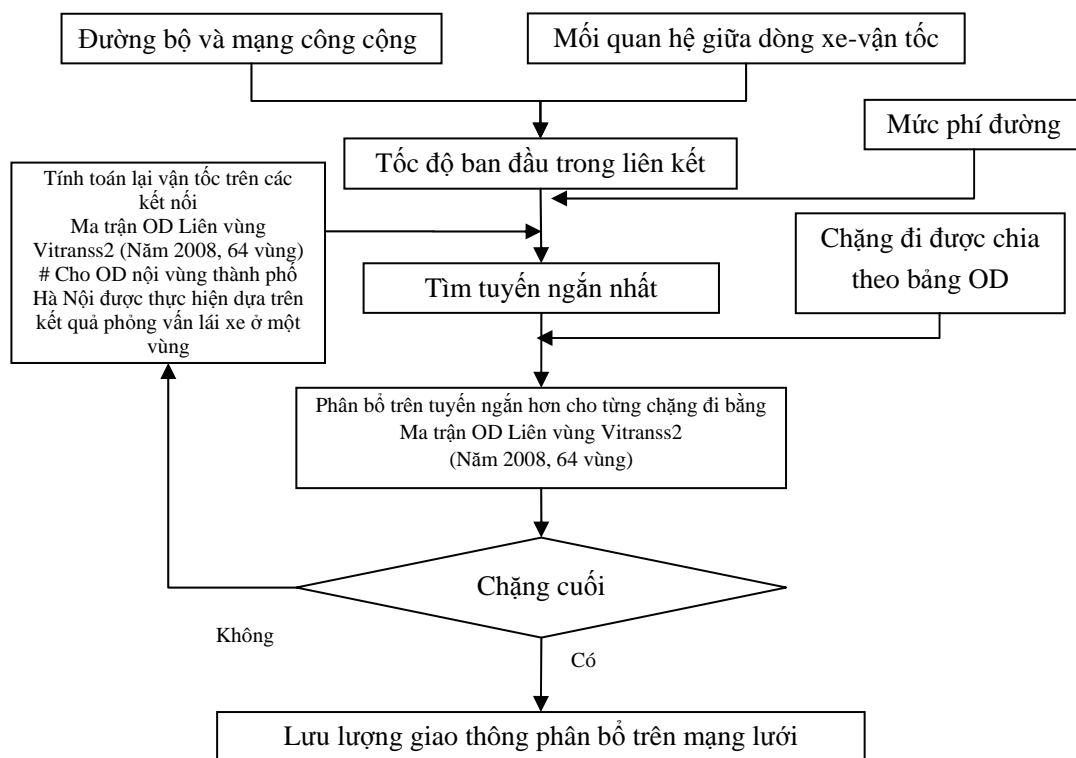 Đường bộ và mạng công cộng
Mối quan hệ giữa dòng xe-vận tốc
Mức phí đường
Tốc độ ban đầu trong liên kết
Tính toán lại vận tốc trên các
kết nối
Ma trận OD Liên vùng
Vitranss2 (Năm 2008, 64 vùng)
# Cho OD nội vùng thành phố
Hà Nội được thực hiện dựa trên
kết quả phỏng vấn lái xe ở một
vùng
Chặng đi được chia
theo bảng OD
Tìm tuyến ngắn nhất
Phân bổ trên tuyến ngắn hơn cho từng chặng đi bằng
Ma trận OD Liên vùng Vitranss2
(Năm 2008, 64 vùng)
Chặng cuối
Không
Có
Lưu lượng giao thông phân bổ trên mạng lưới